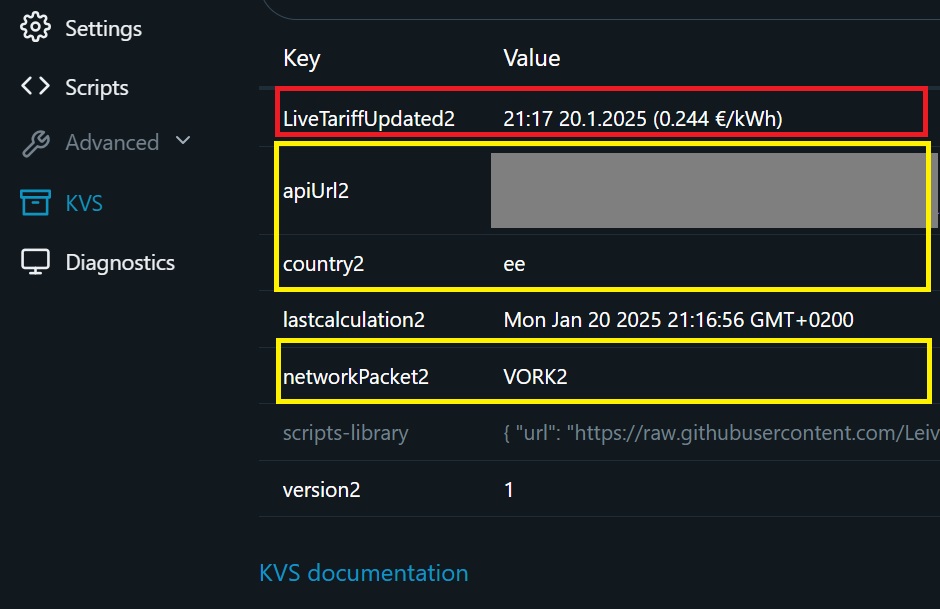 Settings
Scripts
Advanced
KVS
Diagnostics
Key Value
LiveTariffUpdated2 21:17 20.1.2025 (0.244 €/kWh)
apiUrl2
country2 ee
lastcalculation2 Mon Jan 20 2025 21:16:56 GMT+0200
networkPacket2 VORK2
scripts-library { "url": "https://raw.githubusercontent.com/Leiv
version2 1
KVS documentation